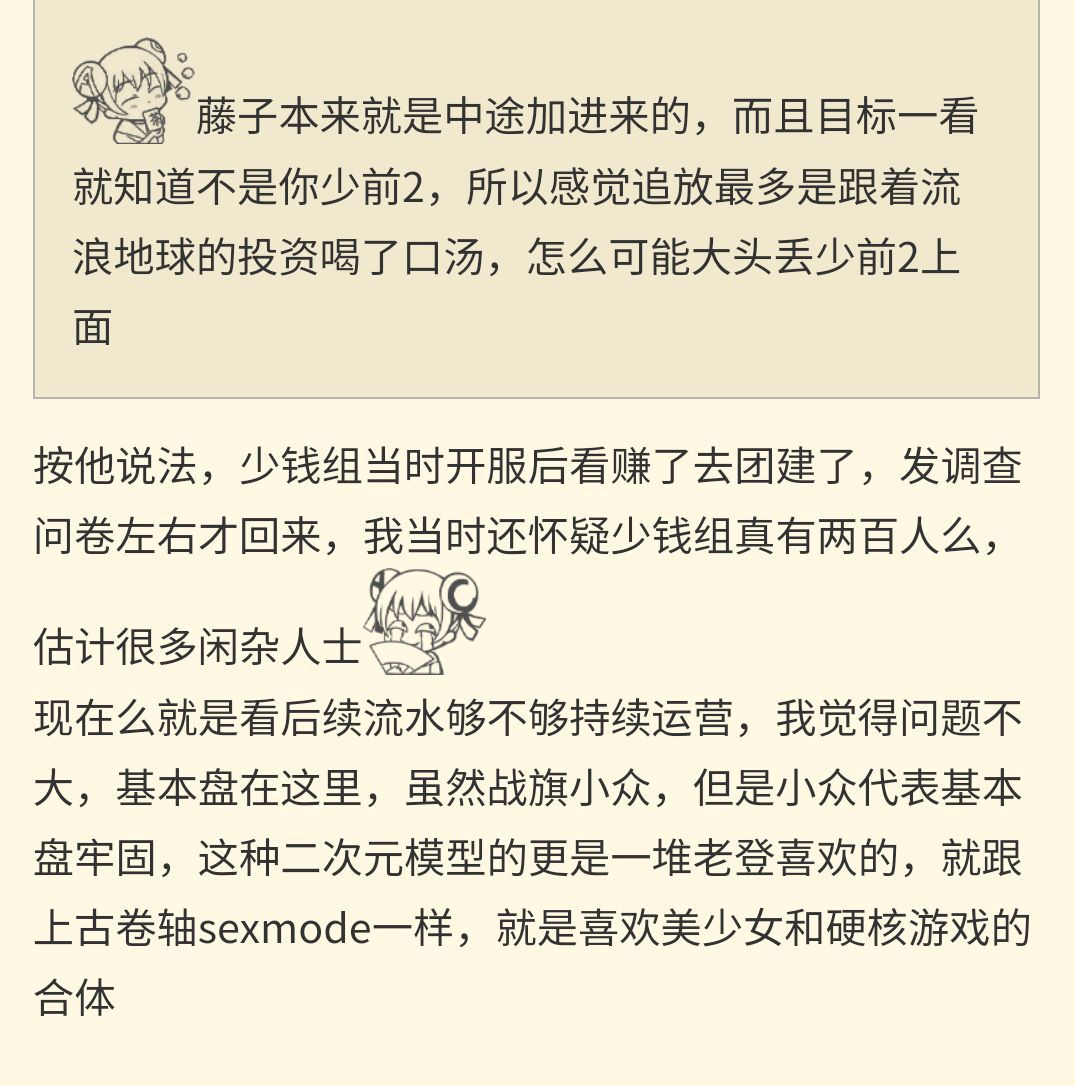 藤子本来就是中途加进来的，而且目标一看
就知道不是你少前2，所以感觉追放最多是跟着流
浪地球的投资喝了口汤，怎么可能大头丢少前2上
面
按他说法，少钱组当时开服后看赚了去团建了，发调查
问卷左右才回来，我当时还怀疑少钱组真有两百人么，
估计很多闲杂人士
现在么就是看后续流水够不够持续运营，我觉得问题不
大，基本盘在这里，虽然战旗小众，但是小众代表基本
盘牢固，这种二次元模型的更是一堆老登喜欢的，就跟
上古卷轴sexmode一样，就是喜欢美少女和硬核游戏的
合体